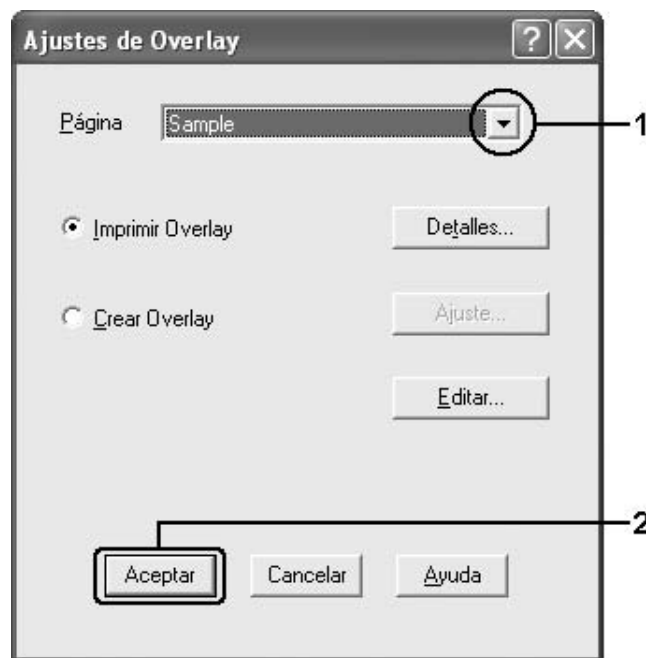 Ajustes de Overlay
Página Sample 1
Imprimir Overlay Detalles...
Crear Overlay Ajuste...
Editar...
2
Aceptar Cancelar Ayuda